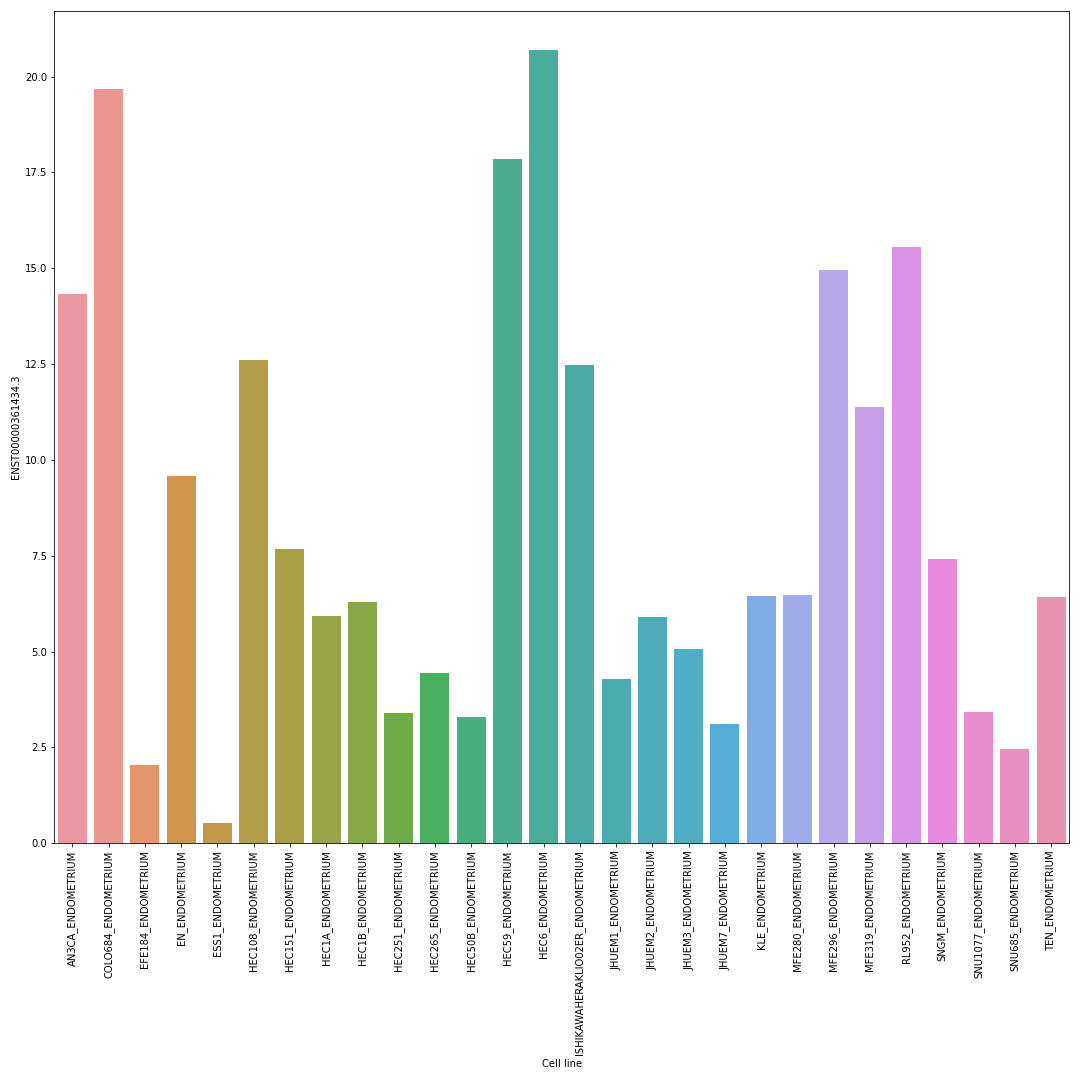 20.0
17.5
15.0
12.5
10.0
7.5
5.0
2.5
0.0
ENST00000361434.3
AN3CA_ENDOMETRIUM
COLO684_ENDOMETRIUM
EFE184_ENDOMETRIUM
EN_ENDOMETRIUM
ESS1_ENDOMETRIUM
HEC108_ENDOMETRIUM
HEC151_ENDOMETRIUM
HEC1A_ENDOMETRIUM
HEC1B_ENDOMETRIUM
HEC251_ENDOMETRIUM
HEC265_ENDOMETRIUM
HEC50B_ENDOMETRIUM
HEC59_ENDOMETRIUM
HEC6_ENDOMETRIUM
ISHIKAWAHERAKLIO02ER_ENDOMETRIUM
JHUEM1_ENDOMETRIUM
JHUEM2_ENDOMETRIUM
JHUEM3_ENDOMETRIUM
JHUEM7_ENDOMETRIUM
KLE_ENDOMETRIUM
MFE280_ENDOMETRIUM
MFE296_ENDOMETRIUM
MFE319_ENDOMETRIUM
RL952_ENDOMETRIUM
SNGM_ENDOMETRIUM
SNU1077_ENDOMETRIUM
SNU685_ENDOMETRIUM
TEN_ENDOMETRIUM
Cell line